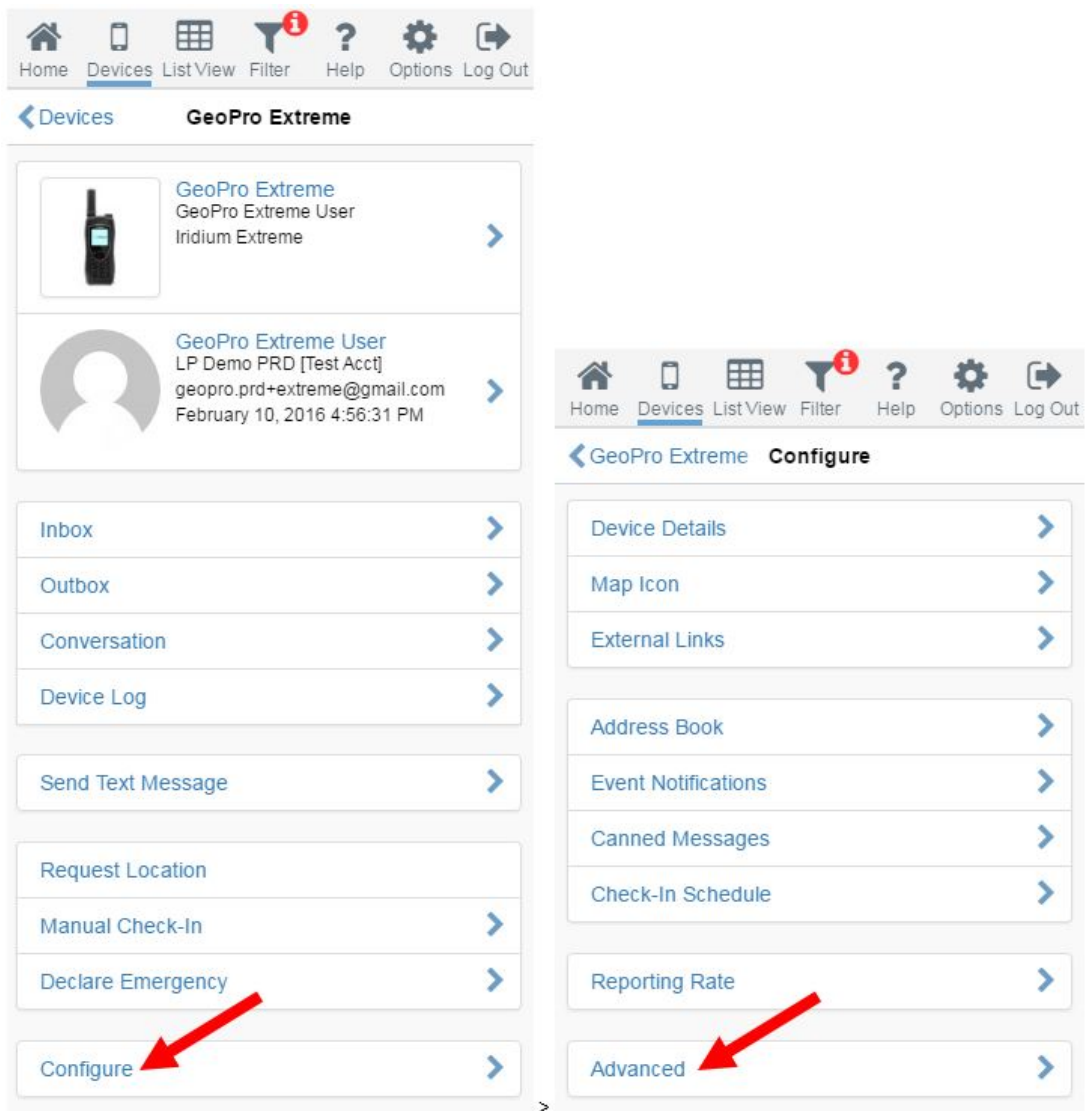 Home Devices List View Filter Help Options Log Out
Devices GeoPro Extreme
GeoPro Extreme
GeoPro Extreme User
Iridium Extreme
GeoPro Extreme User
LP Demo PRD [Test Acct]
geopro.prd+extreme@gmail.com
February 10, 2016 4:56:31 PM
Inbox
Outbox
Conversation
Device Log
Send Text Message
Request Location
Manual Check-In
Declare Emergency
Configure
>
Home Devices List View Filter Help Options Log Out
GeoPro Extreme Configure
Device Details
Map Icon
External Links
Address Book
Event Notifications
Canned Messages
Check-In Schedule
Reporting Rate
Advanced